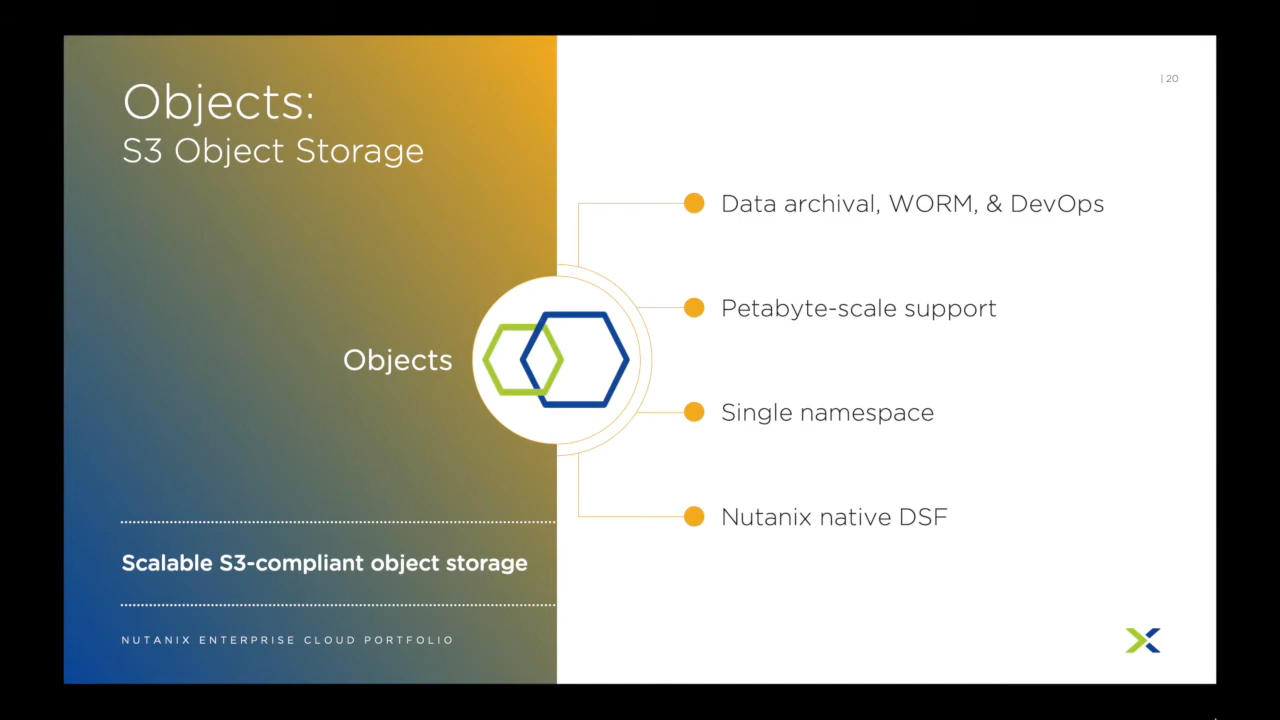 Objects:
S3 Object Storage
| 20
Data archival, WORM, & DevOps
Petabyte-scale support
Objects
Single namespace
Nutanix native DSF
Scalable S3-compliant object storage
NUTANIX ENTERPRISE CLOUD PORTFOLIO